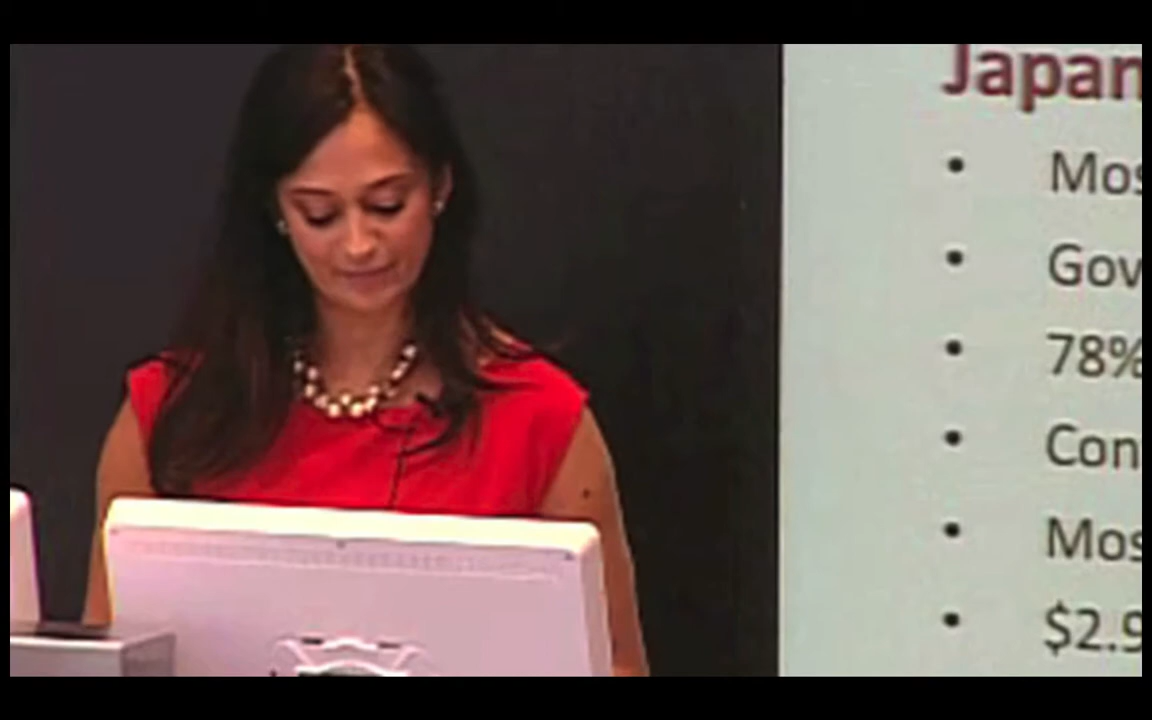 Japan
• Mos
• Gov
• 78%
• Con
• Mos
• $2.9